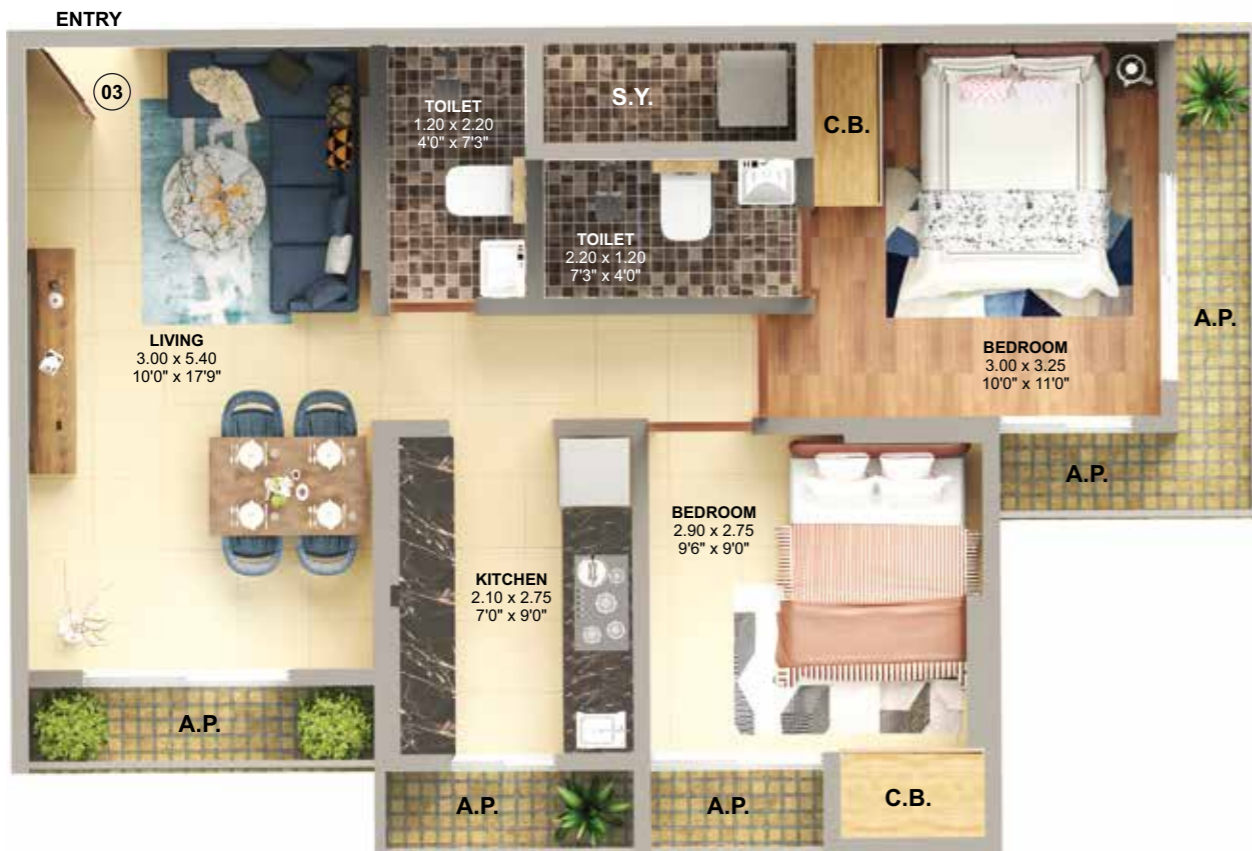 ENTRY
03
TOILET
1.20 x 2.20
4'0" x 7'3"
S.Y.
C.B.
TOILET
2.20 x 1.20
7'3" x 4'0"
A.P.
LIVING
3.00 x 5.40
10'0" x 17'9"
BEDROOM
3.00 x 3.25
10'0" x 11'0"
A.P.
BEDROOM
2.90 x 2.75
9'6" x 9'0"
KITCHEN
2.10 x 2.75
7'0" x 9'0"
A.P.
A.P.
A.P.
C.B.